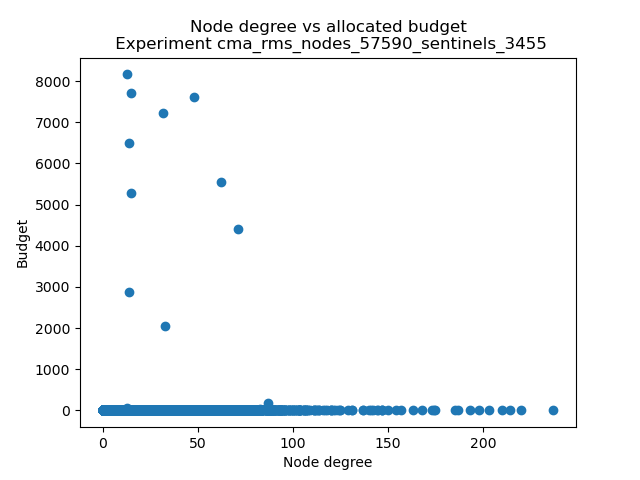 Node degree vs allocated budget
Experiment cma_rms_nodes_57590_sentinels_3455
8000
7000
6000
5000
4000
3000
2000
1000
0
Budget
0 50 100 150 200
Node degree